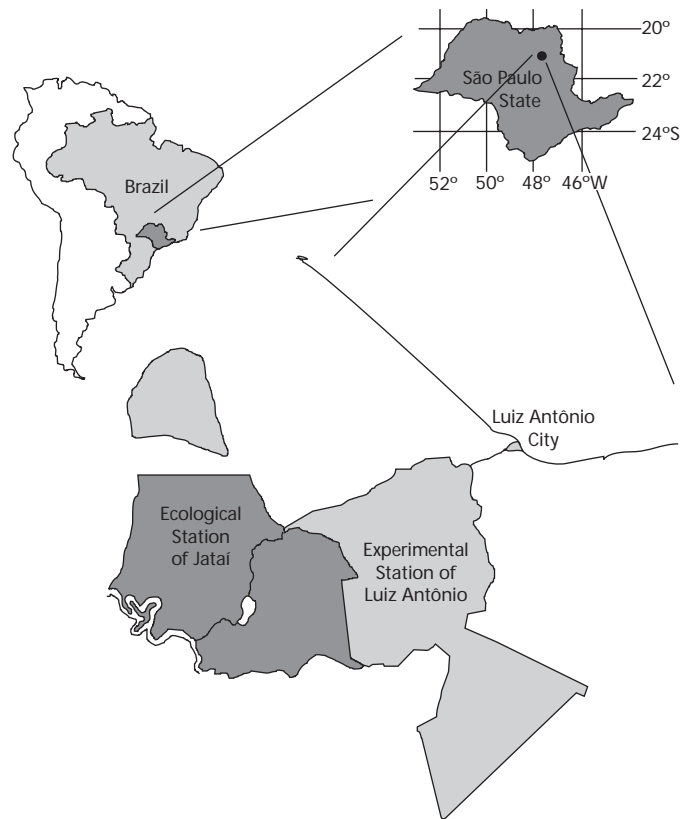 20º
São Paulo
State
22º
24ºS
52º 50º 48º 46ºW
Brazil
Luiz Antônio
City
Ecological
Station
of Jataí
Experimental
Station of
Luiz Antônio